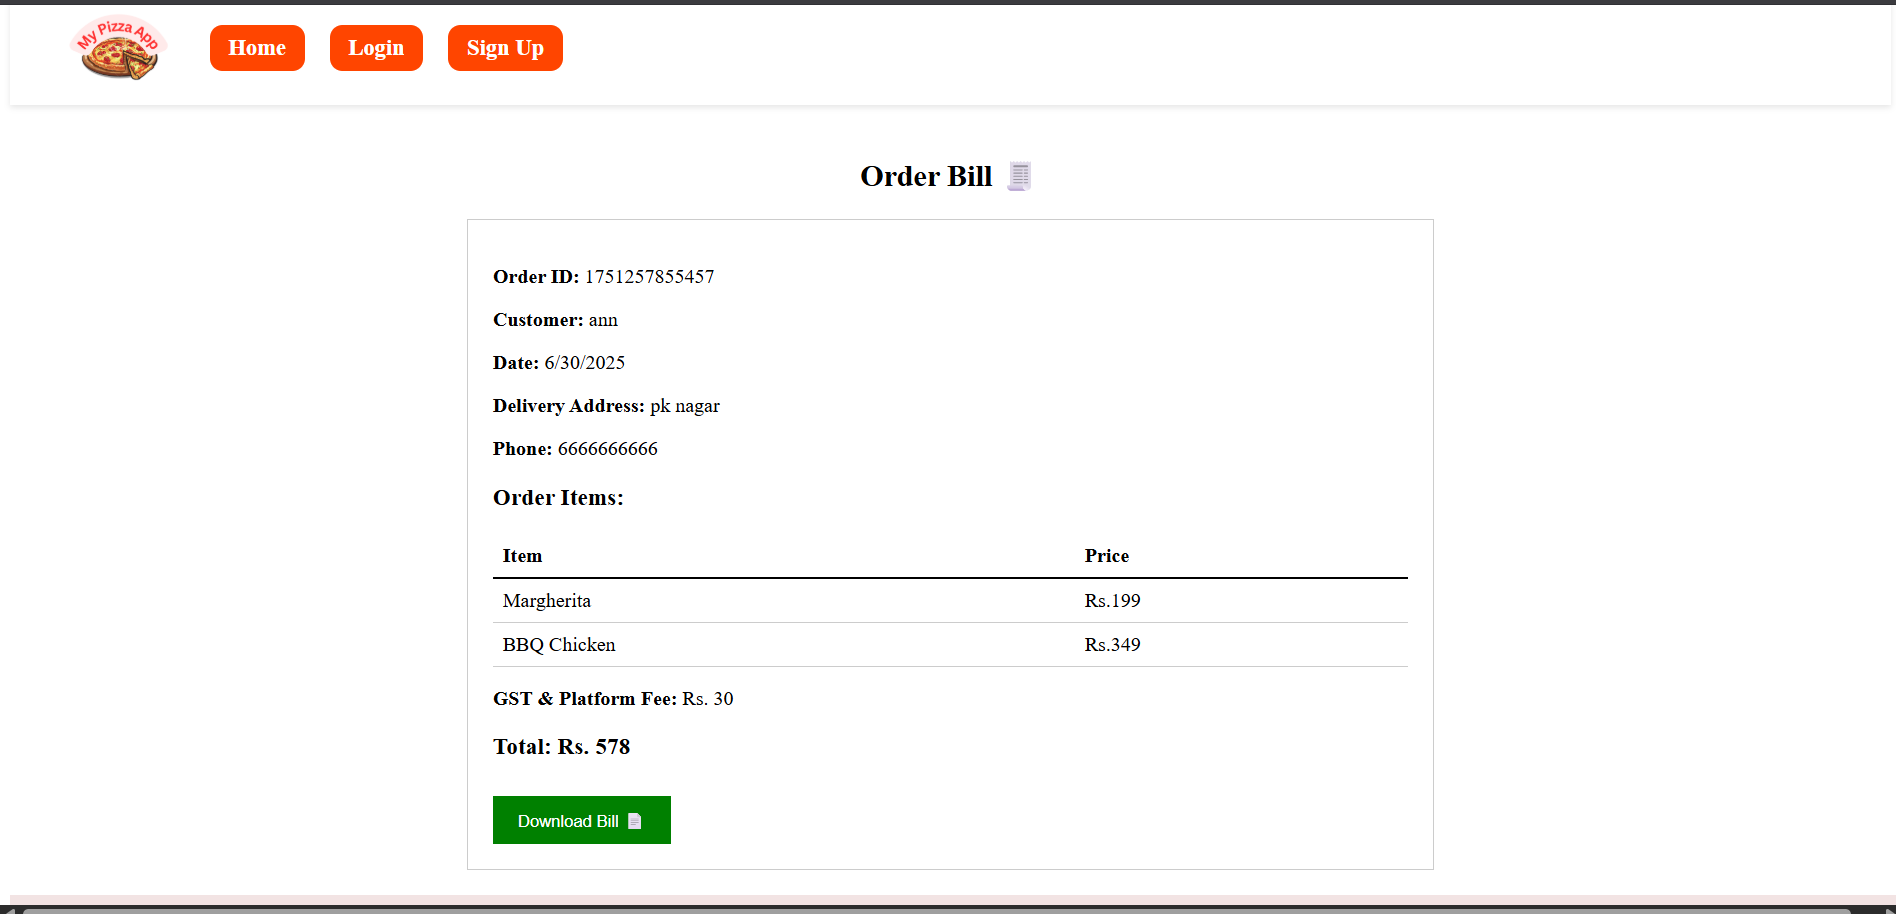 My Pizza App
Home
Login
Sign Up
Order Bill
Order ID: 1751257855457
Customer: ann
Date: 6/30/2025
Delivery Address: pk nagar
Phone: 6666666666
Order Items:
Item Price
Margherita Rs.199
BBQ Chicken Rs.349
GST & Platform Fee: Rs. 30
Total: Rs. 578
Download Bill